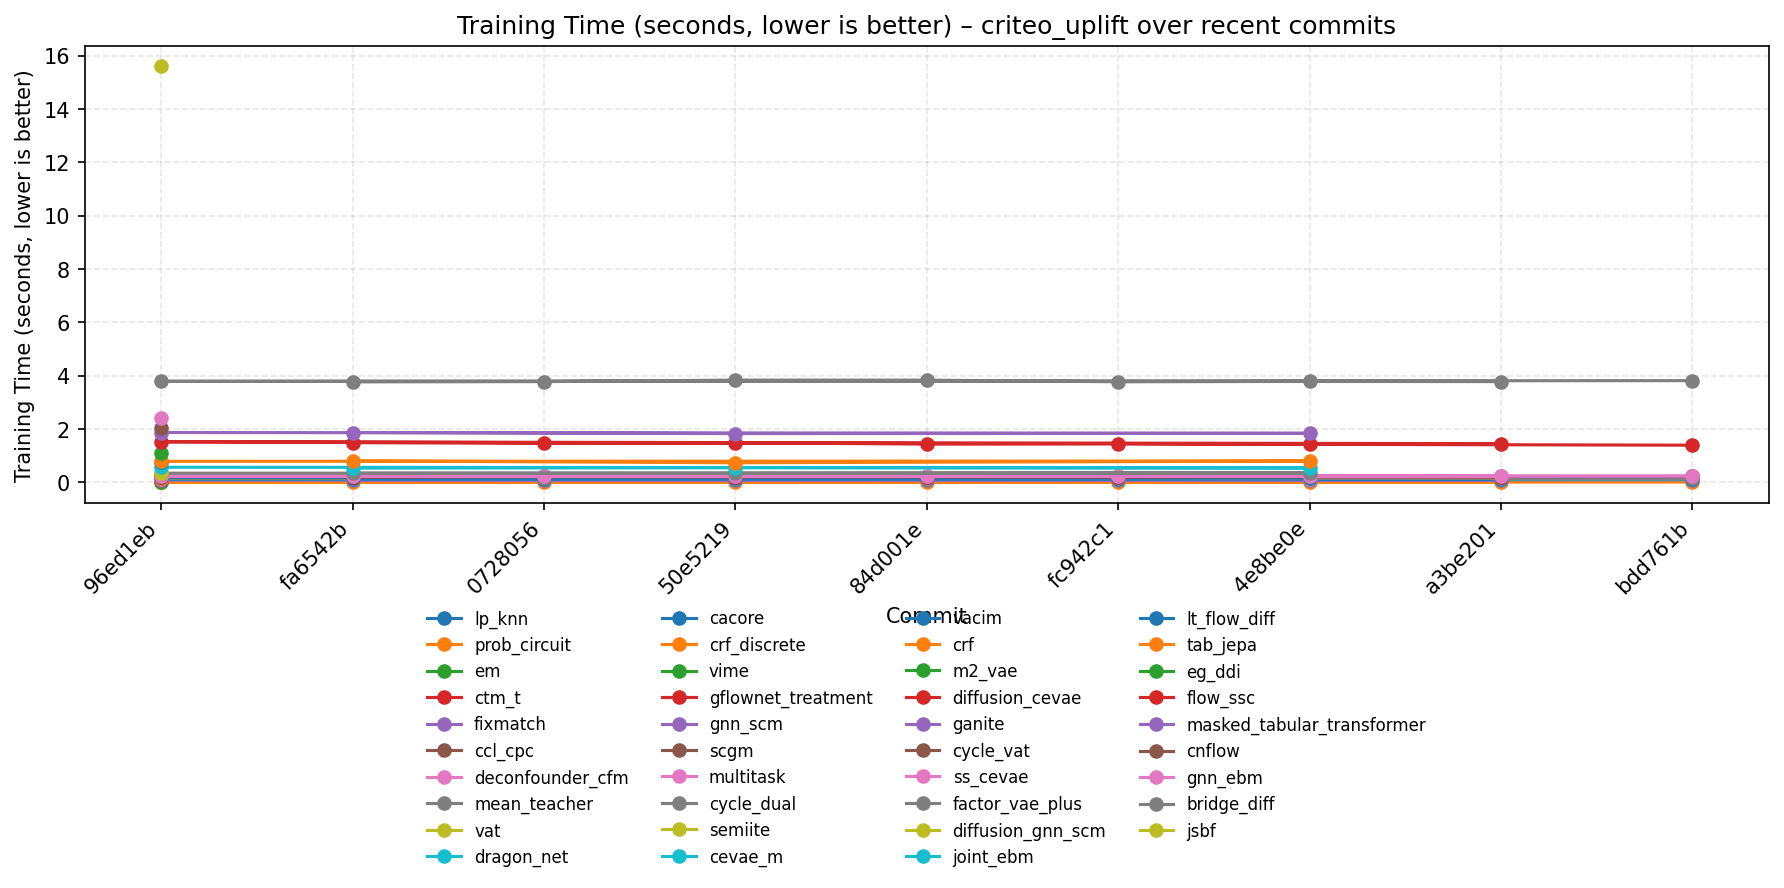 Training Time (seconds, lower is better) – criteo_uplift over recent commits
Training Time (seconds, lower is better)
16
14
12
10
8
6
4
2
0
96ed1eb
fa6542b
0728056
50e5219
84d001e
fc942c1
4e8be0e
a3be201
bdd761b
Commit
lp_knn
prob_circuit
em
ctm_t
fixmatch
ccl_cpc
deconfounder_cfm
mean_teacher
vat
dragon_net
cacore
crf_discrete
vime
gflownet_treatment
gnn_scm
scgm
multitask
cycle_dual
semiite
cevae_m
vacim
crf
m2_vae
diffusion_cevae
ganite
cycle_vat
ss_cevae
factor_vae_plus
diffusion_gnn_scm
joint_ebm
lt_flow_diff
tab_jepa
eg_ddi
flow_ssc
masked_tabular_transformer
cnflow
gnn_ebm
bridge_diff
jsbf